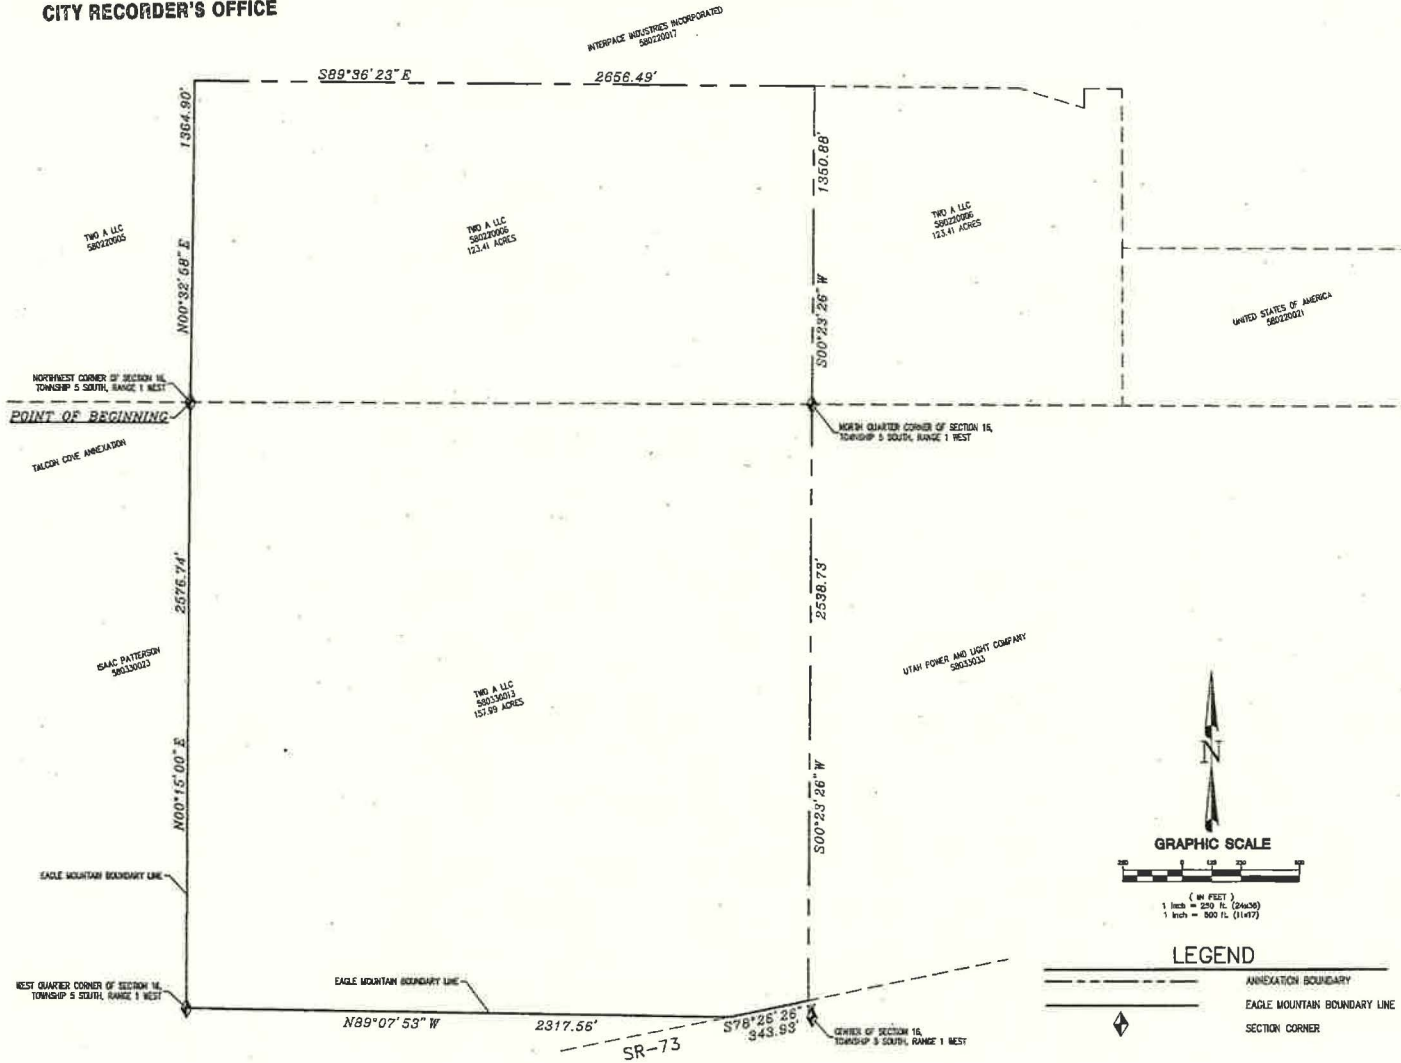 CITY RECORDER'S OFFICE
INTERPACE INDUSTRIES INCORPORATED
580220017
S89°36'23"E
2656.49'
1364.90'
N00°32'58"E
1350.88'
S00°23'26"W
TWO A LLC
580220005
TWO A LLC
580220006
123.41 ACRES
TWO A LLC
580220006
123.41 ACRES
UNITED STATES OF AMERICA
580220021
NORTHWEST CORNER OF SECTION 16,
TOWNSHIP 5 SOUTH, RANGE 1 WEST
POINT OF BEGINNING
NORTH QUARTER CORNER OF SECTION 16,
TOWNSHIP 5 SOUTH, RANGE 1 WEST
COVE ANNEXATION
2576.74'
N00°15'00"E
2538.73'
S00°23'26"W
ISAAC PATTERSON
580330023
TWO A LLC
580330013
157.99 ACRES
UTAH POWER AND LIGHT COMPANY
58033033
N
GRAPHIC SCALE
( IN FEET )
1 inch = 250 ft. (24x36)
1 inch = 500 ft. (11x17)
EAGLE MOUNTAIN BOUNDARY LINE
WEST QUARTER CORNER OF SECTION 16,
TOWNSHIP 5 SOUTH, RANGE 1 WEST
EAGLE MOUNTAIN BOUNDARY LINE
N89°07'53"W
2317.56'
S78°26'26"
343.93'
SR-73
CENTER OF SECTION 16,
TOWNSHIP 5 SOUTH, RANGE 1 WEST
LEGEND
ANNEXATION BOUNDARY
EAGLE MOUNTAIN BOUNDARY LINE
SECTION CORNER